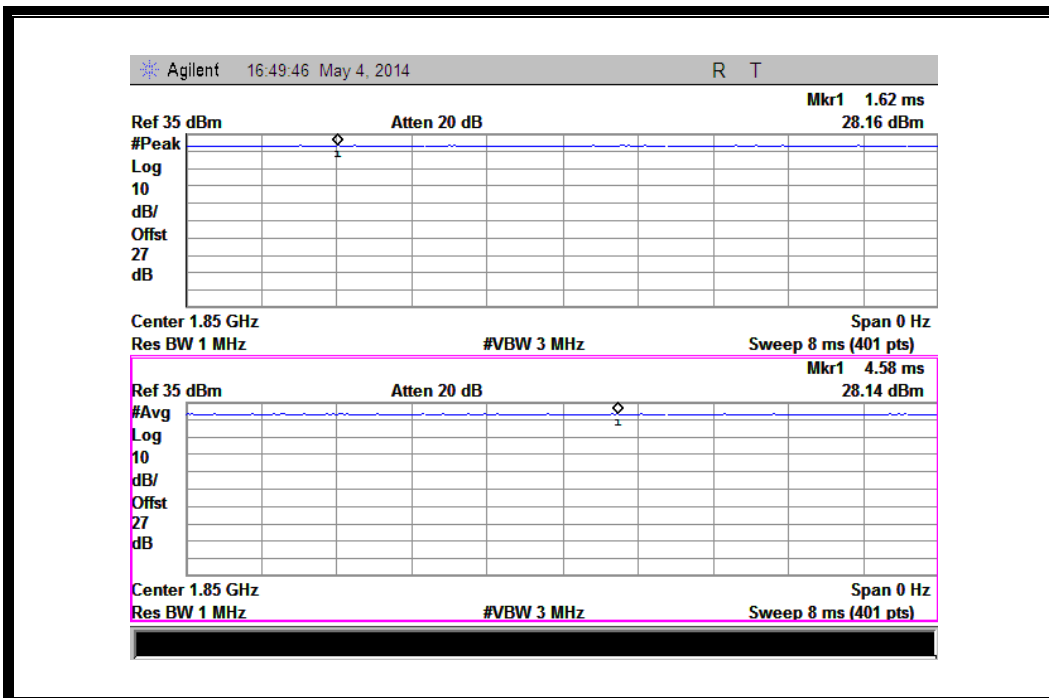 Agilent 16:49:46 May 4, 2014 R T
Mkr1 1.62 ms
Ref 35 dBm Atten 20 dB 28.16 dBm
#Peak
1
Log
10
dB/
Offst
27
dB
Center 1.85 GHz Span 0 Hz
Res BW 1 MHz #VBW 3 MHz Sweep 8 ms (401 pts)
Mkr1 4.58 ms
Ref 35 dBm Atten 20 dB 28.14 dBm
#Avg
1
Log
10
dB/
Offst
27
dB
Center 1.85 GHz Span 0 Hz
Res BW 1 MHz #VBW 3 MHz Sweep 8 ms (401 pts)